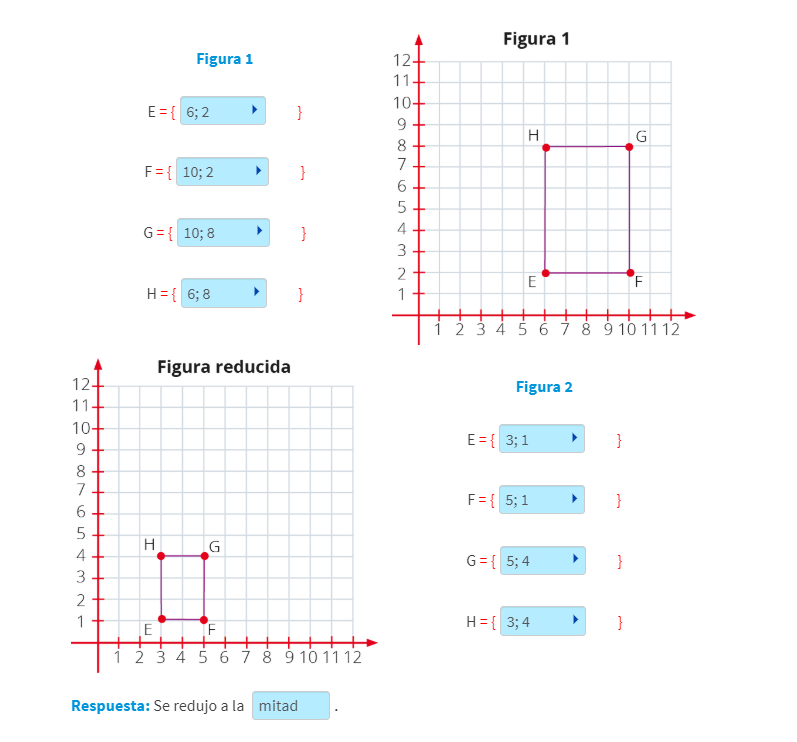 Figura 1
E = { 6; 2 }
F = { 10; 2 }
G = { 10; 8 }
H = { 6; 8 }
Figura 1
12
11
10
9
8
7
6
5
4
3
2
1
H G
E F
1 2 3 4 5 6 7 8 9 10 11 12
Figura reducida
12
11
10
9
8
7
6
5
4
3
2
1
H G
E F
1 2 3 4 5 6 7 8 9 10 11 12
Figura 2
E = { 3; 1 }
F = { 5; 1 }
G = { 5; 4 }
H = { 3; 4 }
Respuesta: Se redujo a la mitad .